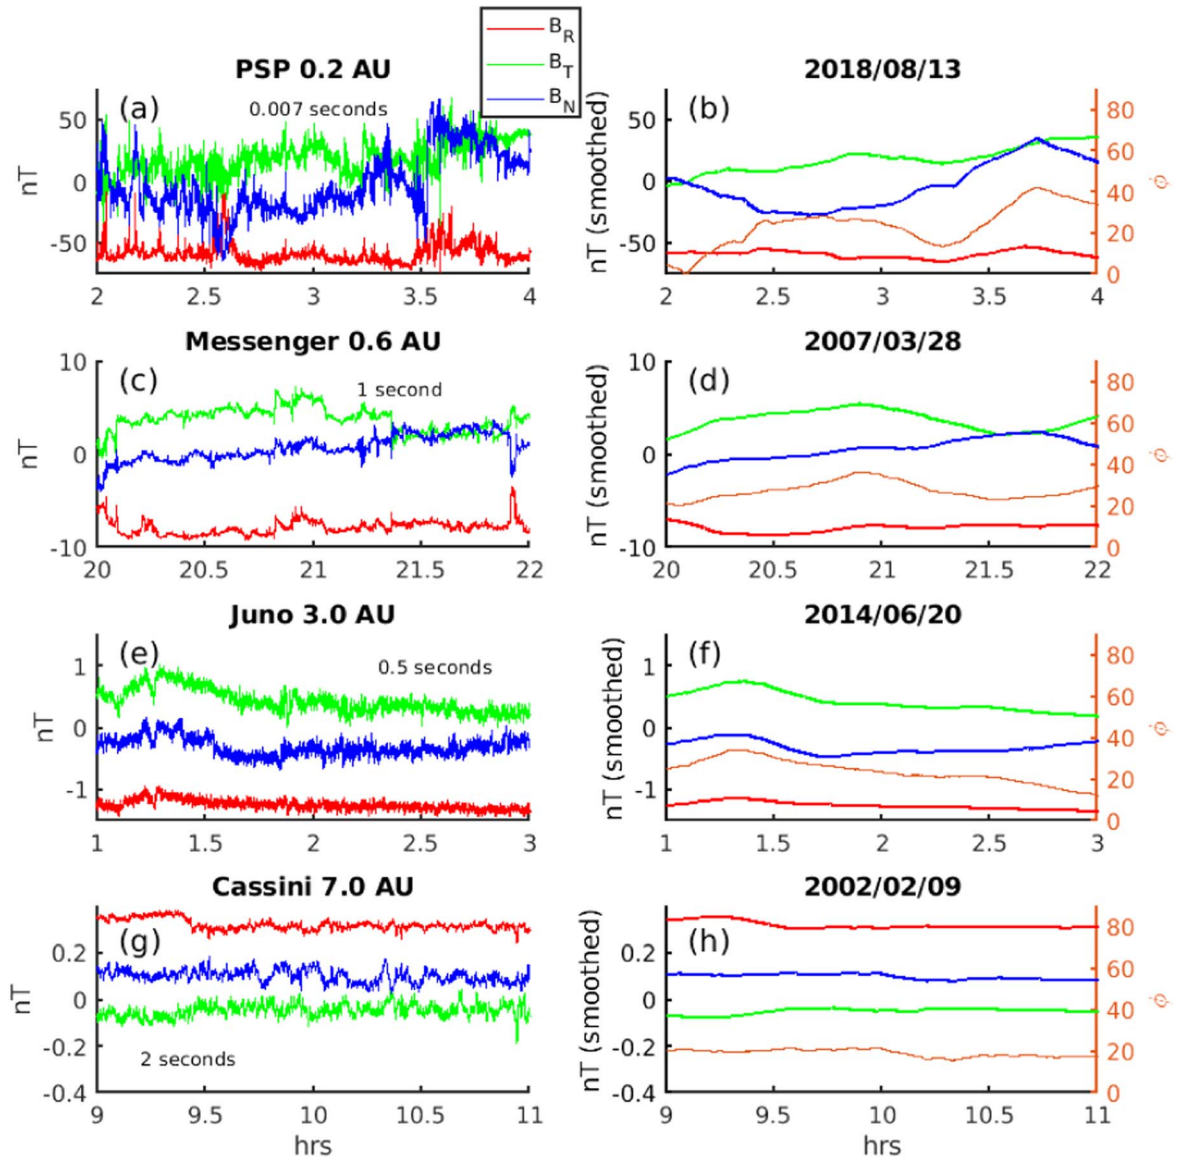 B_R
B_T
B_N
PSP 0.2 AU
2018/08/13
(a)
0.007 seconds
nT
50
0
-50
2
2.5
3
3.5
4
(b)
nT (smoothed)
50
0
-50
2
2.5
3
3.5
4
80
60
40
20
0
ϕ
Messenger 0.6 AU
2007/03/28
(c)
1 second
nT
10
0
-10
20
20.5
21
21.5
22
(d)
nT (smoothed)
10
0
-10
20
20.5
21
21.5
22
80
60
40
20
0
ϕ
Juno 3.0 AU
2014/06/20
(e)
0.5 seconds
nT
1
0
-1
1
1.5
2
2.5
3
(f)
nT (smoothed)
1
0
-1
1
1.5
2
2.5
3
80
60
40
20
0
ϕ
Cassini 7.0 AU
2002/02/09
(g)
2 seconds
nT
0.2
0
-0.2
-0.4
9
9.5
10
10.5
11
hrs
(h)
nT (smoothed)
0.2
0
-0.2
-0.4
9
9.5
10
10.5
11
hrs
80
60
40
20
0
ϕ